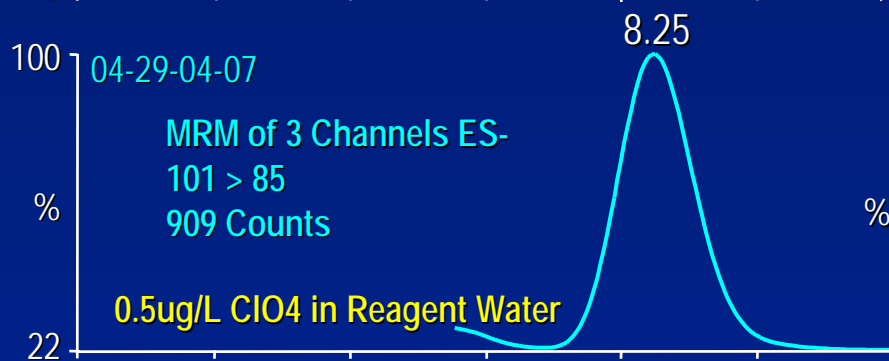 8.25
100
04-29-04-07
MRM of 3 Channels ES-
101 > 85
909 Counts
%
%
0.5ug/L ClO4 in Reagent Water
22